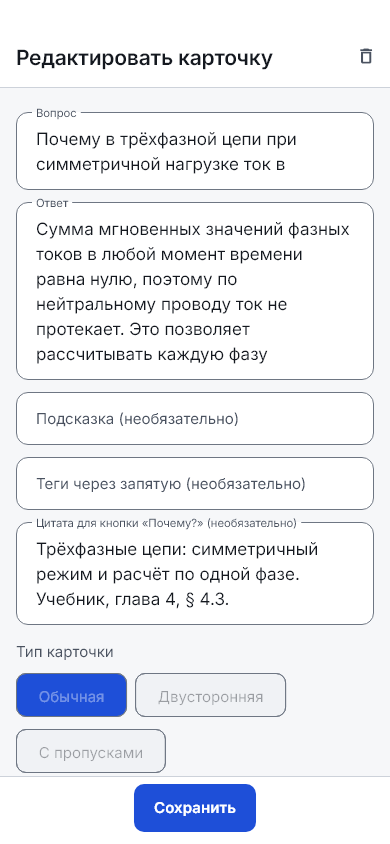 Редактировать карточку
Вопрос
Почему в трёхфазной цепи при
симметричной нагрузке ток в
Ответ
Сумма мгновенных значений фазных
токов в любой момент времени
равна нулю, поэтому по
нейтральному проводу ток не
протекает. Это позволяет
рассчитывать каждую фазу
Подсказка (необязательно)
Теги через запятую (необязательно)
Цитата для кнопки «Почему?» (необязательно)
Трёхфазные цепи: симметричный
режим и расчёт по одной фазе.
Учебник, глава 4, § 4.3.
Тип карточки
Обычная
Двусторонняя
С пропусками
Сохранить